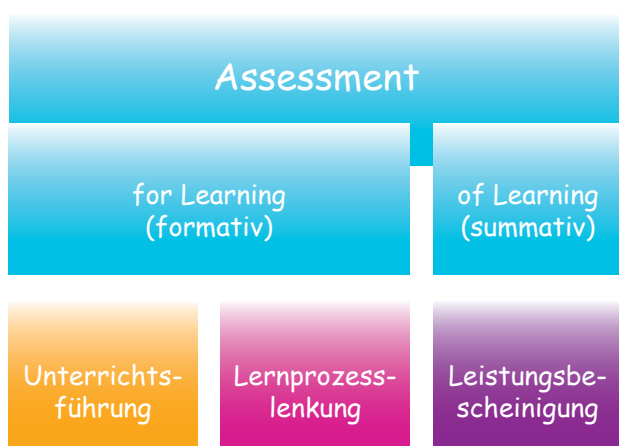 Assessment
for Learning
(formativ)
of Learning
(summativ)
Unterrichts-
führung
Lernprozess-
lenkung
Leistungsbe-
scheinigung